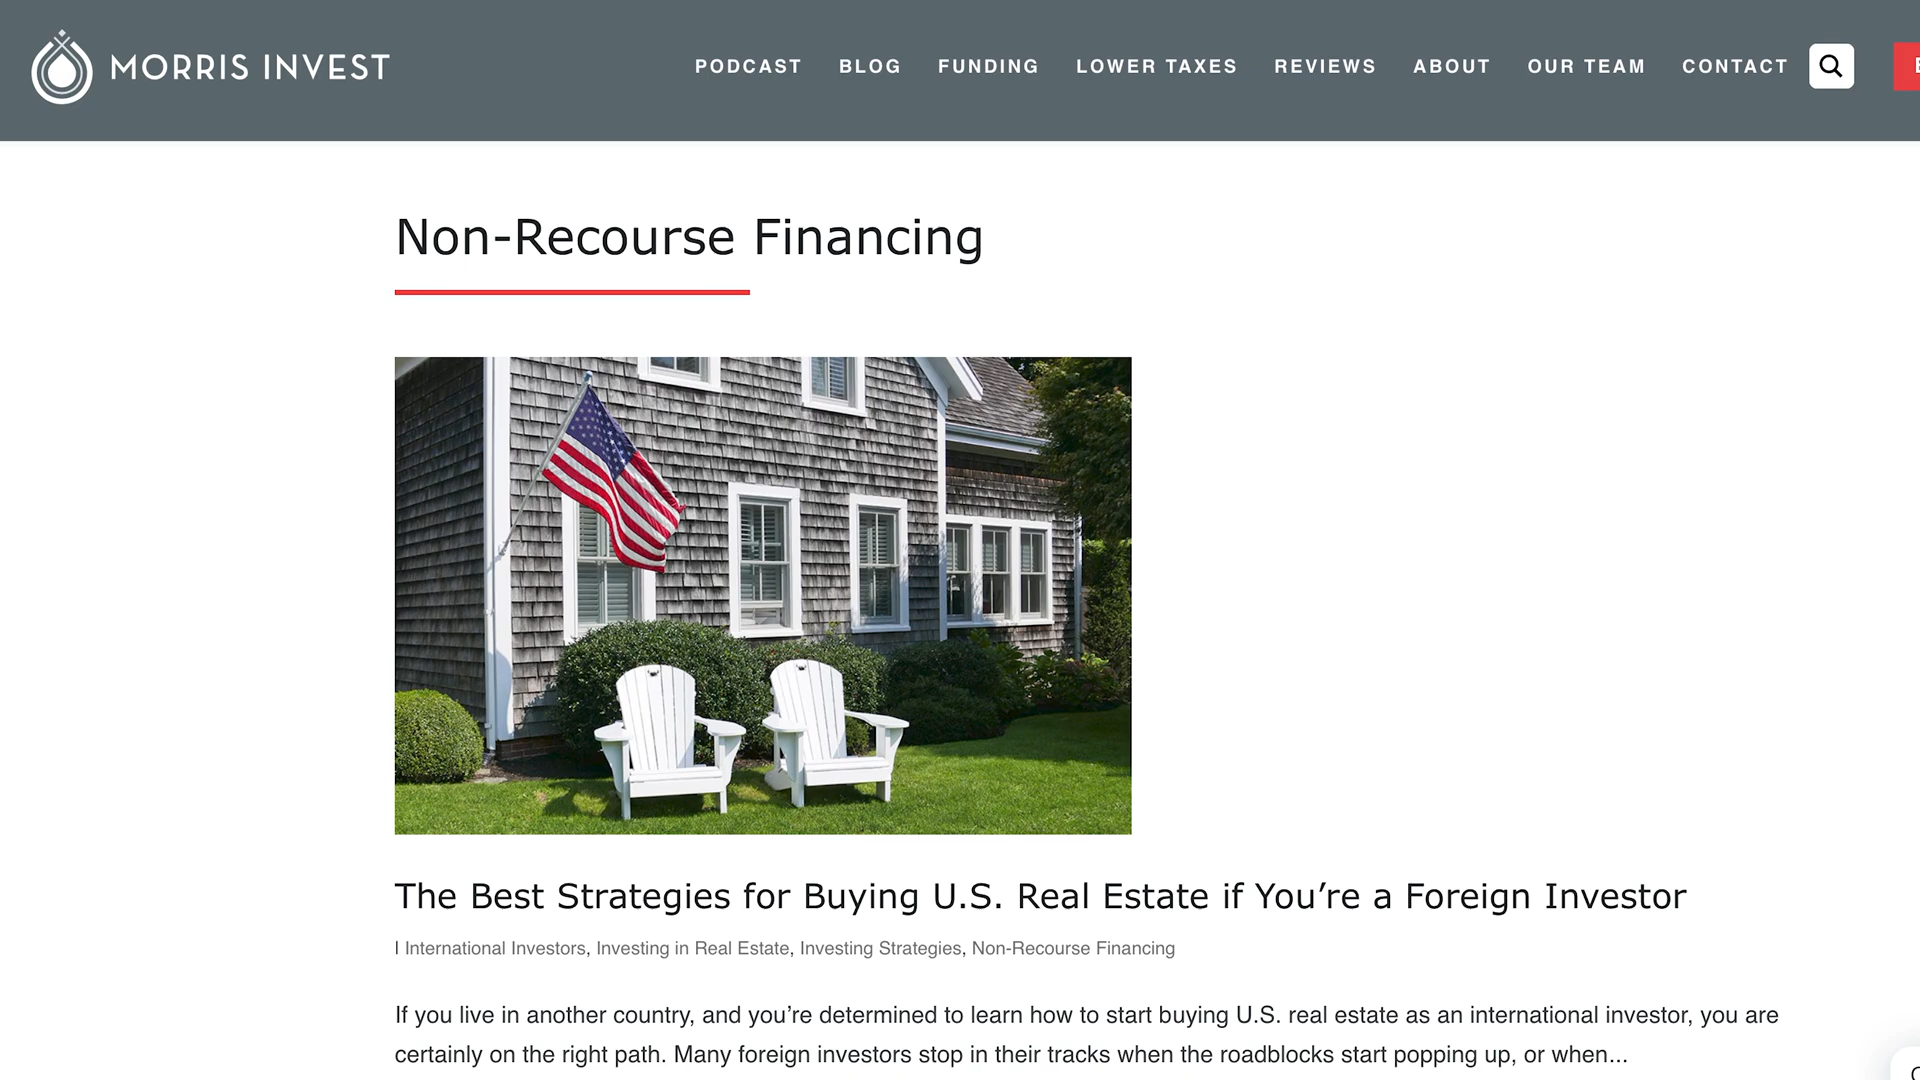 MORRIS INVEST
PODCAST BLOG FUNDING LOWER TAXES REVIEWS ABOUT OUR TEAM CONTACT
Non-Recourse Financing
The Best Strategies for Buying U.S. Real Estate if You’re a Foreign Investor
| International Investors, Investing in Real Estate, Investing Strategies, Non-Recourse Financing
If you live in another country, and you’re determined to learn how to start buying U.S. real estate as an international investor, you are
certainly on the right path. Many foreign investors stop in their tracks when the roadblocks start popping up, or when...